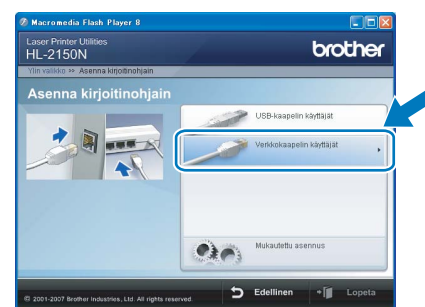 Macromedia Flash Player 8
Laser Printer Utilities
HL-2150N
brother
Ylin valikko >> Asenna kirjoitinohjain
Asenna kirjoitinohjain
USB-kaapelin käyttäjät
Verkkokaapelin käyttäjät
Mukautettu asennus
© 2001-2007 Brother Industries, Ltd. All rights reserved.
Edellinen
Lopeta